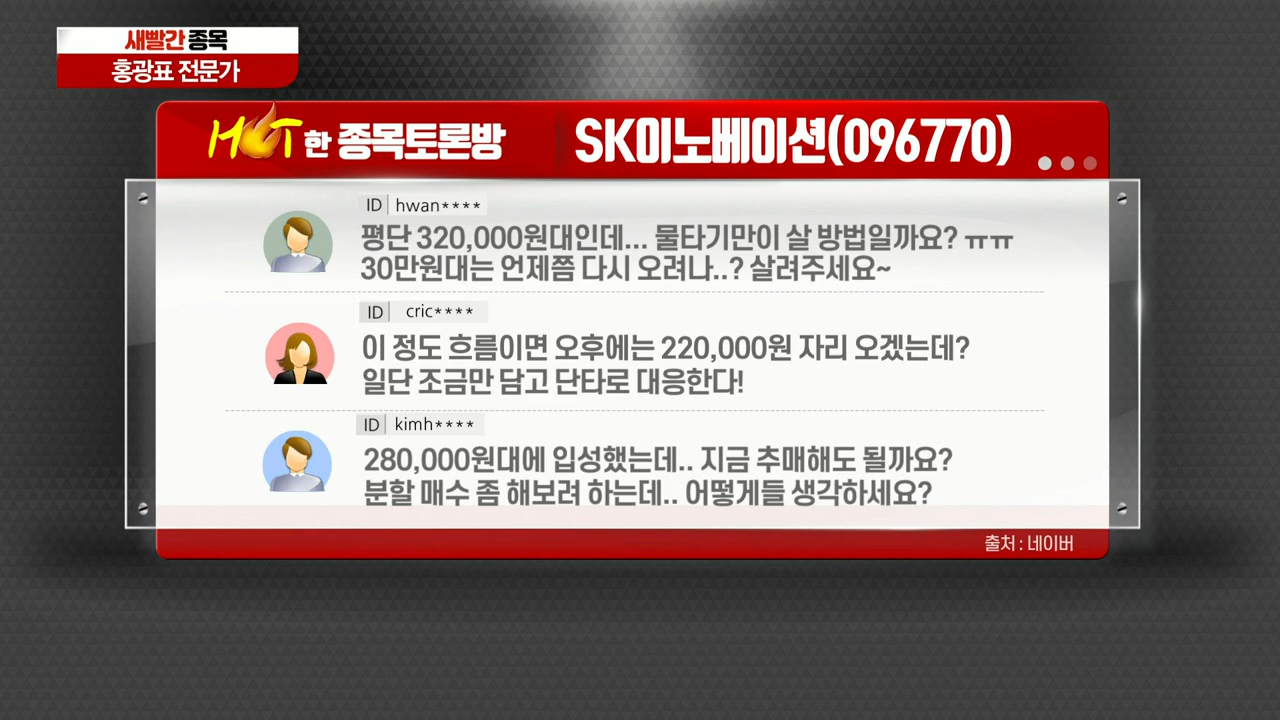 새빨간 종목
홍광표 전문가
HOT한 종목토론방 SK이노베이션(096770)
ID hwan****
평단 320,000원대인데... 물타기만이 살 방법일까요? ㅠㅠ
30만원대는 언제쯤 다시 오려나..? 살려주세요~
ID cric****
이 정도 흐름이면 오후에는 220,000원 자리 오겠는데?
일단 조금만 담고 단타로 대응한다!
ID kimh****
280,000원대에 입성했는데.. 지금 추매해도 될까요?
분할 매수 좀 해보려 하는데.. 어떻게들 생각하세요?
출처 : 네이버